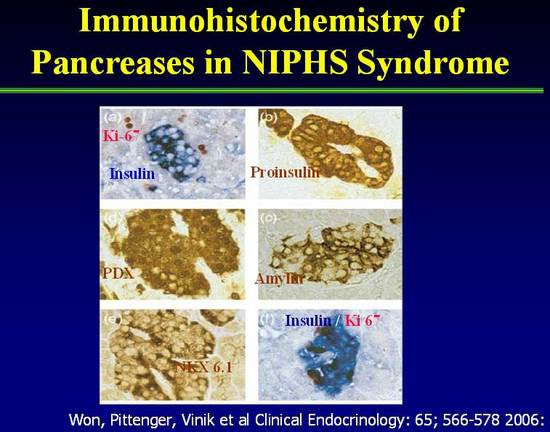 Immunohistochemistry of
Pancreases in NIPHS Syndrome
(a)
Ki-67
Insulin
(b)
Proinsulin
(d)
PDX
(c)
Amylin
(e)
NKX 6.1
(f)
Insulin / Ki 67
Won, Pittenger, Vinik et al Clinical Endocrinology: 65; 566-578 2006: